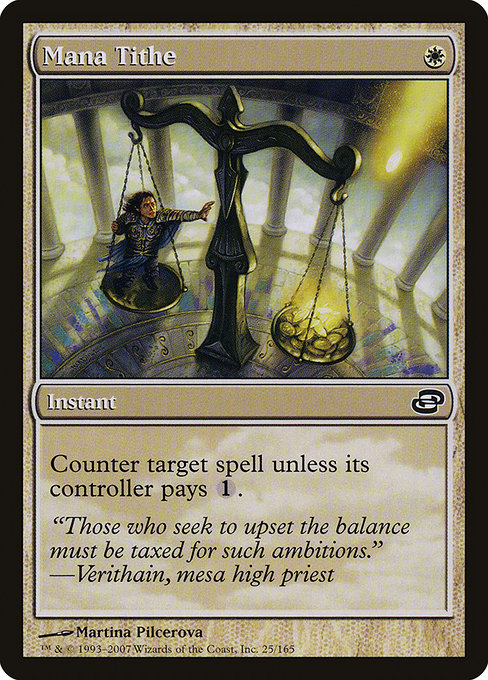 Mana Tithe
Instant
Counter target spell unless its
controller pays 1.
“Those who seek to upset the balance
must be taxed for such ambitions.”
—Verithain, mesa high priest
Martina Pilcerova
™ & © 1993–2007 Wizards of the Coast, Inc. 25/165